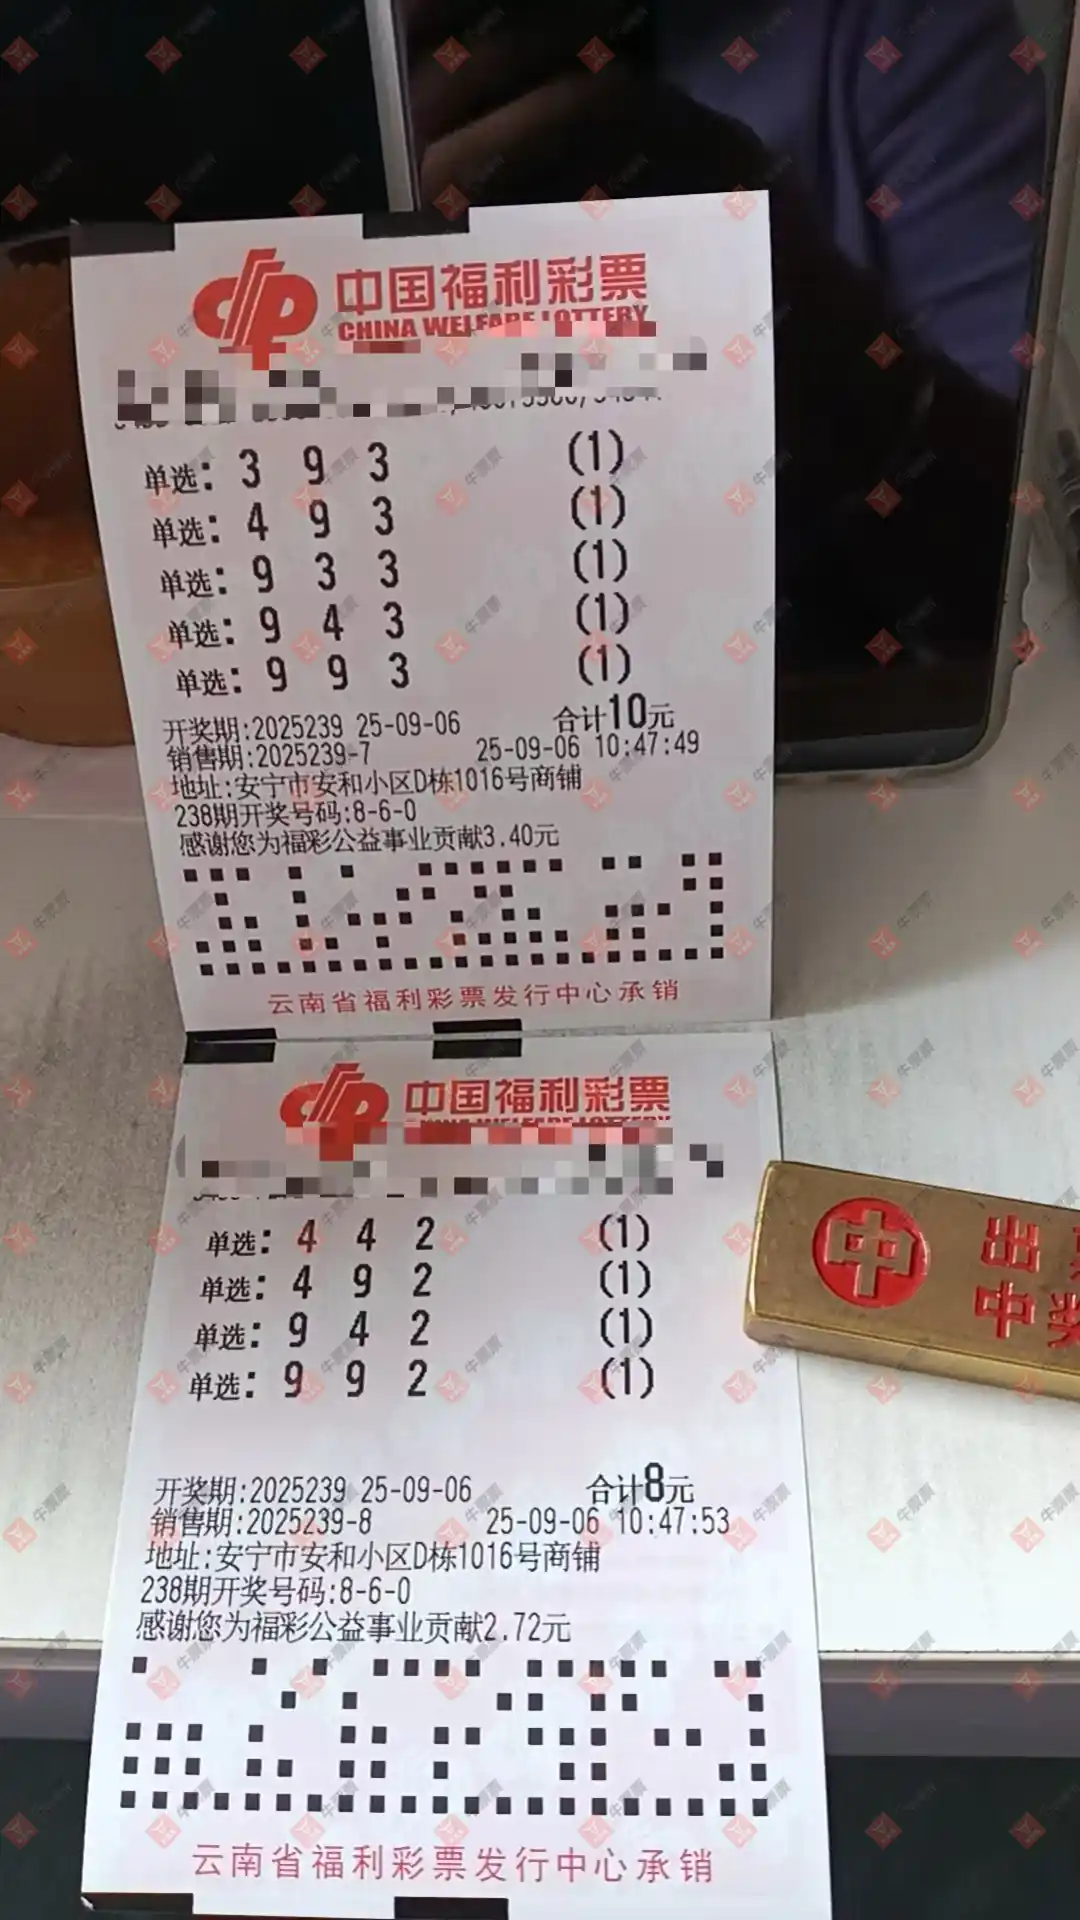 中国福利彩票
CHINA WELFARE LOTTERY
单选: 3 9 3 (1)
单选: 4 9 3 (1)
单选: 9 3 3 (1)
单选: 9 4 3 (1)
单选: 9 9 3 (1)
开奖期:2025239 25-09-06 合计10元
销售期:2025239-7 25-09-06 10:47:49
地址:安宁市安和小区D栋1016号商铺
238期开奖号码:8-6-0
感谢您为福彩公益事业贡献3.40元
云南省福利彩票发行中心承销
中国福利彩票
单选: 4 4 2 (1)
单选: 4 9 2 (1)
单选: 9 4 2 (1)
单选: 9 9 2 (1)
开奖期:2025239 25-09-06 合计8元
销售期:2025239-8 25-09-06 10:47:53
地址:安宁市安和小区D栋1016号商铺
238期开奖号码:8-6-0
感谢您为福彩公益事业贡献2.72元
云南省福利彩票发行中心承销
中
出
中奖
牛票票